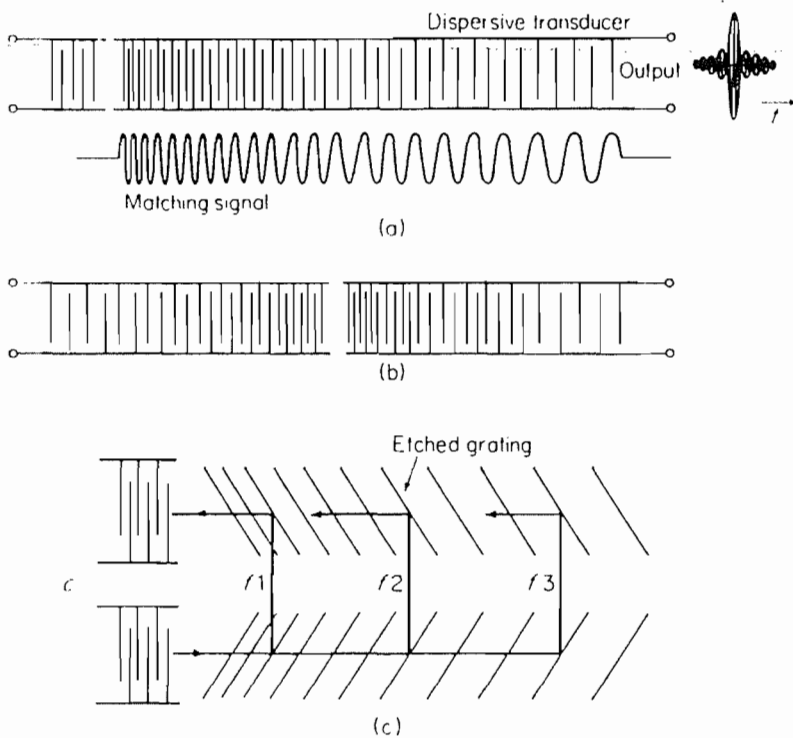 Dispersive transducer
Output
t
Matching signal
(a)
(b)
Etched grating
c
f1 f2 f3
(c)